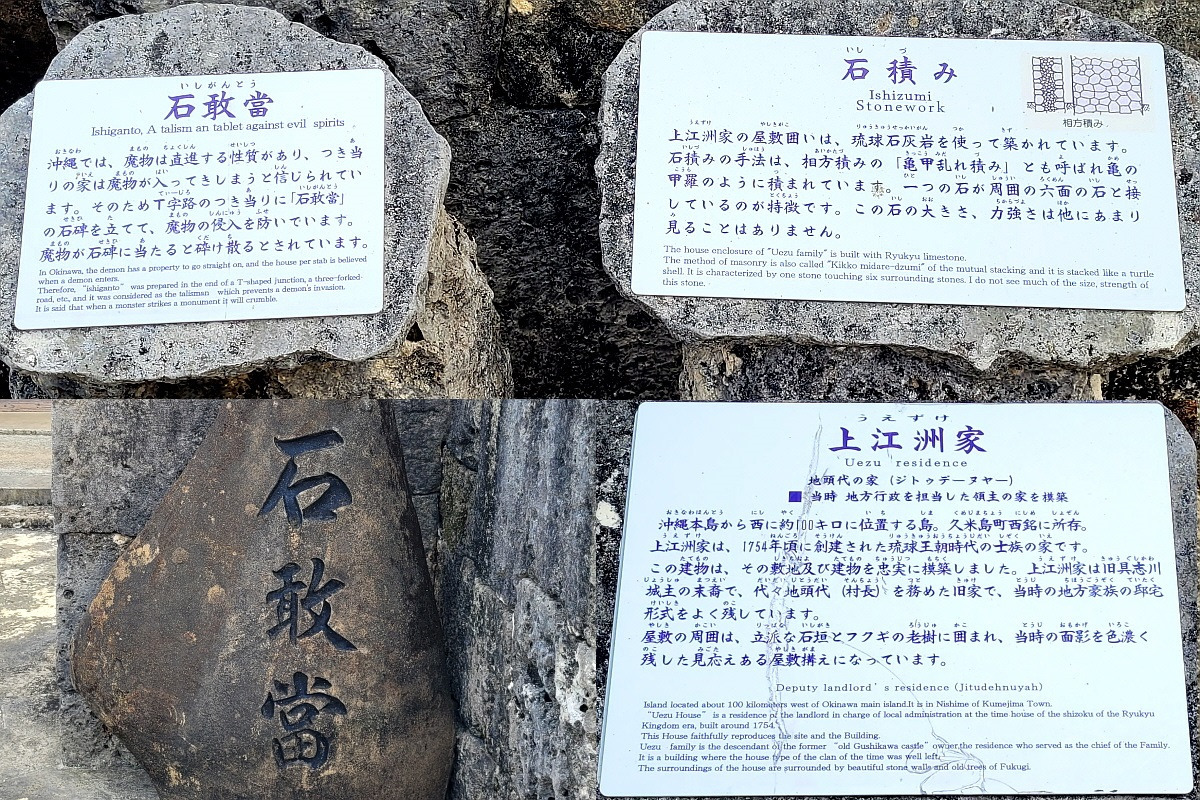 いしがんとう
石敢當
Ishiganto, A talism an tablet against evil spirits
沖縄では、魔物は直進する性質があり、つき当
りの家は魔物が入ってきしまうと信じられてい
ます。そのためT字路のつき当りに「石敢當」
の石碑を立てて、魔物の侵入を防いでいます。
魔物が石碑に当たると砕け散るとされています。
In Okinawa, the demon has a property to go straight on, and the house per stab is believed
when a demon enters.
Therefore, "ishiganto" was prepared in the end of a T-shaped junction, a three-forked-
road, etc, and it was considered as the talisman which prevents a demon's invasion.
It is said that when a monster strikes a monument it will crumble.
いしづ
石積み
Ishizumi
Stonework
相方積み
上江洲家の屋敷囲いは、琉球石灰岩を使って築かれています。
石積みの手法は、相方積みの「亀甲乱れ積み」とも呼ばれ亀の
甲羅のように積まれています。一つの石が周囲の六面の石と接
しているのが特徴です。この石の大きさ、力強さは他にあまり
見ることはありません。
The house enclosure of "Uezu family" is built with Ryukyu limestone.
The method of masonry is also called "Kikko midare-dzumi" of the mutual stacking and it is stacked like a turtle
shell. It is characterized by one stone touching six surrounding stones. I do not see much of the size, strength of
this stone.
石敢當
うえずけ
上江洲家
Uezu residence
地頭代の家（ジトゥデーヌヤー）
■当時 地方行政を担当した領主の家を模築
沖縄本島から西に約100キロに位置する島。久米島町西銘に所存。
上江洲家は、1754年頃に創建された琉球王朝時代の士族の家です。
この建物は、その敷地及び建物を忠実に模築しました。上江洲家は旧具志川
城主の末裔で、代々地頭代（村長）を務めた旧家で、当時の地方豪族の邸宅
形式をよく残しています。
屋敷の周囲は、立派な石垣とフクギの老樹に囲まれ、当時の面影を色濃く
残した見応えある屋敷構えになっています。
Deputy landlord's residence (Jitudehnuyah)
Island located about 100 kilometers west of Okinawa main island.It is in Nishime of Kumejima Town.
"Uezu House" is a residence of the landlord in charge of local administration at the time house of the shizoku of the Ryukyu
Kingdom era, built around 1754.
This House faithfully reproduces the site and the Building.
Uezu family is the descendant of the former "old Gushikawa castle" owner,the residence who served as the chief of the Family.
It is a building where the house type of the clan of the time was well left.
The surroundings of the house are surrounded by beautiful stone walls and old trees of Fukugi.